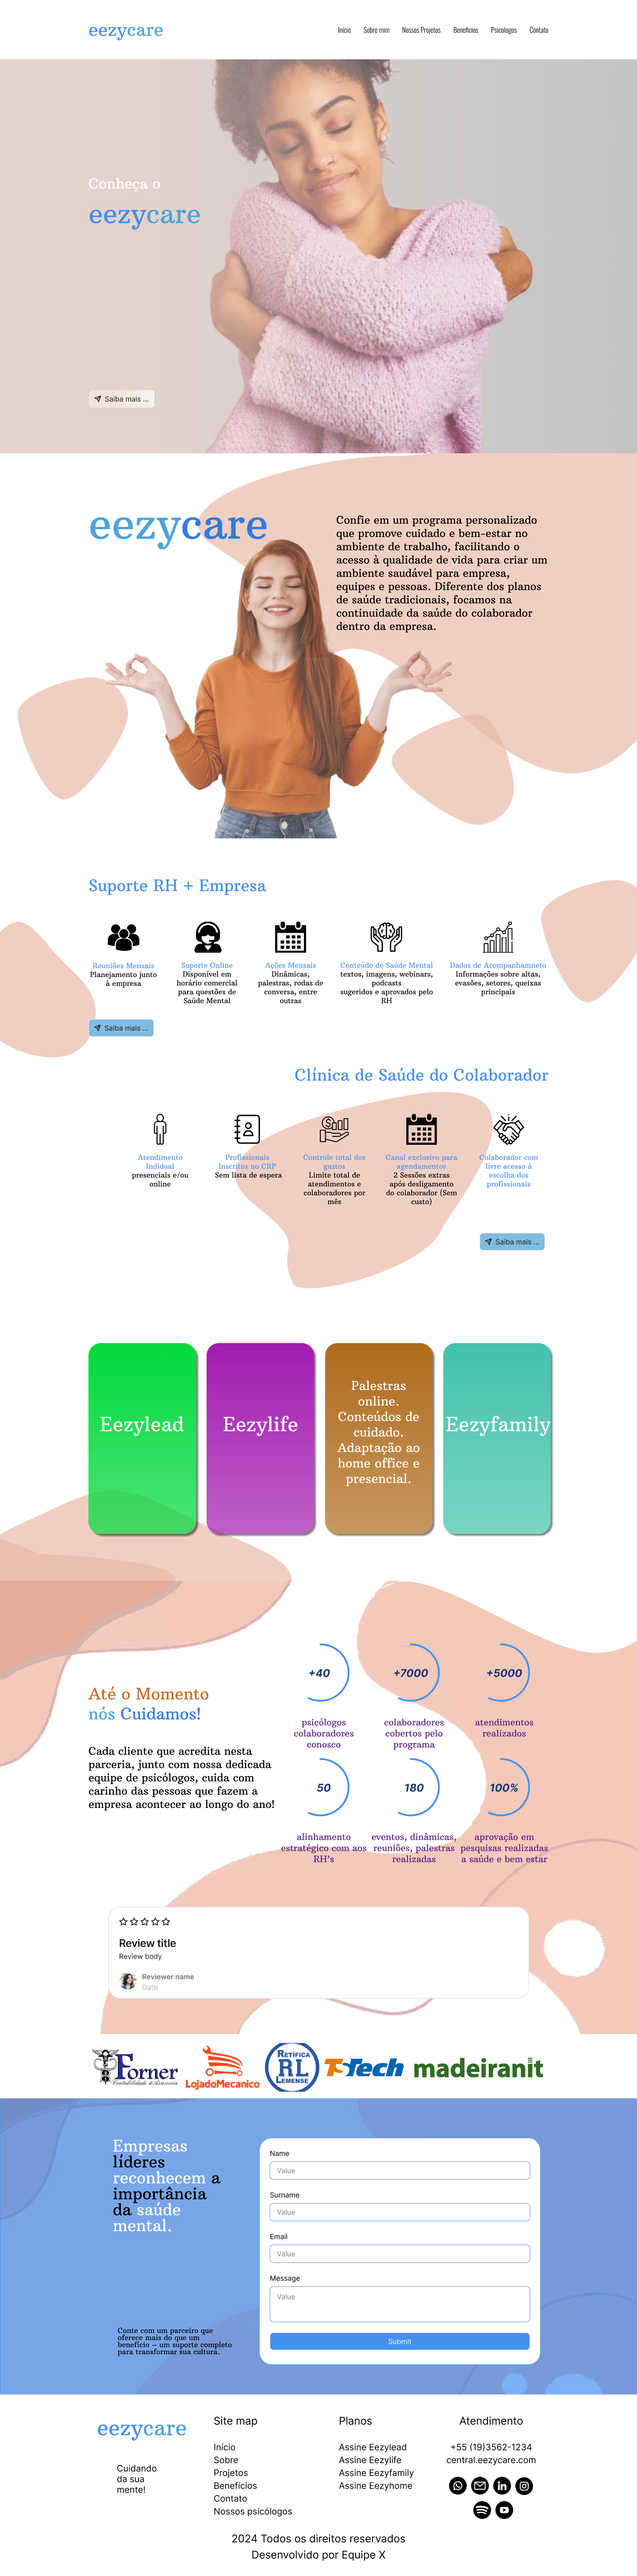 eezycare
Início Sobre mim Nossos Projetos Benefícios Psicologos Contato
Conheça o
eezycare
Saiba mais ...
eezycare
Confie em um programa personalizado
que promove cuidado e bem-estar no
ambiente de trabalho, facilitando o
acesso à qualidade de vida para criar um
ambiente saudável para empresa,
equipes e pessoas. Diferente dos planos
de saúde tradicionais, focamos na
continuidade da saúde do colaborador
dentro da empresa.
Suporte RH + Empresa
Reuniões Mensais
Planejamento junto
à empresa
Suporte Online
Disponível em
horário comercial
para questões de
Saúde Mental
Ações Mensais
Dinâmicas,
palestras, rodas de
conversa, entre
outras
Conteúdo de Saúde Mental
textos, imagens, webinars,
podcasts
sugeridos e aprovados pelo
RH
Dados de Acompanhamneto
Informações sobre altas,
evasões, setores, queixas
principais
Saiba mais ...
Clínica de Saúde do Colaborador
Atendimento
Indidual
presenciais e/ou
online
Profissionais
Inscritos no CRP
Sem lista de espera
Controle total dos
gastos
Limite total de
atendimentos e
colaboradores por
mês
Canal exclusivo para
agendamentos
2 Sessões extras
após desligamento
do colaborador (Sem
custo)
Colaborador com
livre acesso à
escolha dos
profissionais
Saiba mais ...
Eezylead
Eezylife
Palestras
online.
Conteúdos de
cuidado.
Adaptação ao
home office e
presencial.
Eezyfamily
Até o Momento
nós Cuidamos!
Cada cliente que acredita nesta
parceria, junto com nossa dedicada
equipe de psicólogos, cuida com
carinho das pessoas que fazem a
empresa acontecer ao longo do ano!
+40
psicólogos
colaboradores
conosco
+7000
colaboradores
cobertos pelo
programa
+5000
atendimentos
realizados
50
alinhamento
estratégico com aos
RH's
180
eventos, dinâmicas,
reuniões, palestras
realizadas
100%
aprovação em
pesquisas realizadas
a saúde e bem estar
Review title
Review body
Reviewer name
Date
Forner
Contabilidade & Assessoria
LojadoMecanico
RETÍFICA
RL
LEMENSE
T-Tech
madeiranit
Empresas
líderes
reconhecem a
importância
da saúde
mental.
Conte com um parceiro que
oferece mais do que um
benefício – um suporte completo
para transformar sua cultura.
Name
Value
Surname
Value
Email
Value
Message
Value
Submit
eezycare
Cuidando
da sua
mente!
Site map
Início
Sobre
Projetos
Benefícios
Contato
Nossos psicólogos
Planos
Assine Eezylead
Assine Eezylife
Assine Eezyfamily
Assine Eezyhome
Atendimento
+55 (19)3562-1234
central.eezycare.com
in
2024 Todos os direitos reservados
Desenvolvido por Equipe X